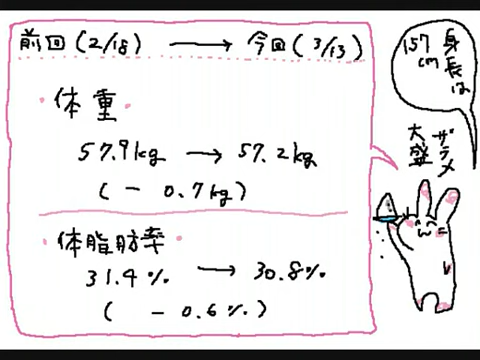 前回(2/18) → 今回(3/13)
・体重・
57.9kg → 57.2kg
(－0.7kg)
・体脂肪率・
31.4% → 30.8%
(－0.6%)
身長は
157cm
ザラメ
大盛